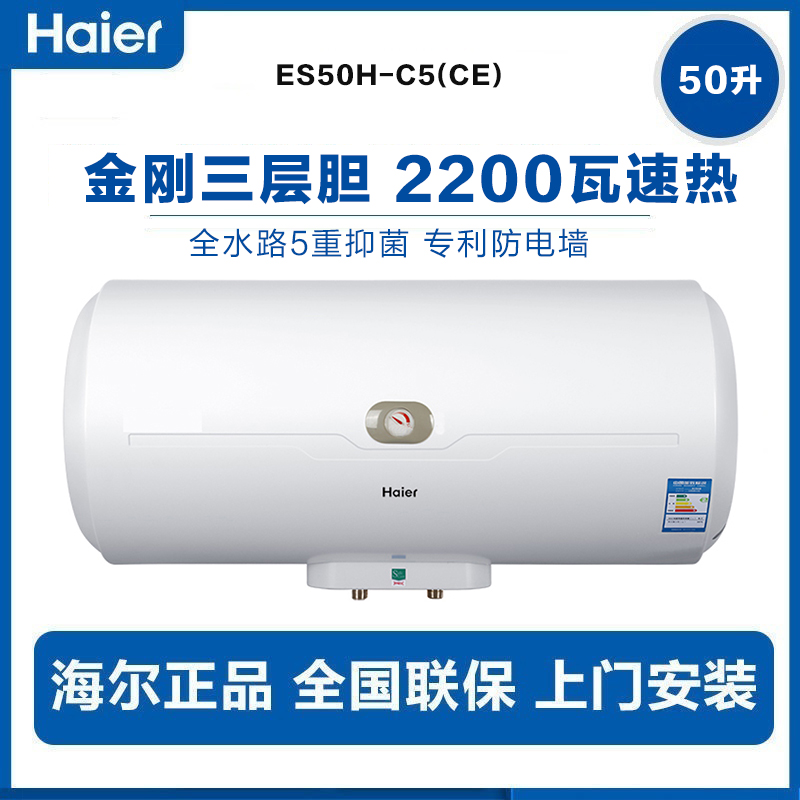 Haier
ES50H-C5(CE)
50升
金刚三层胆 2200瓦速热
全水路5重抑菌 专利防电墙
Haier
海尔正品 全国联保 上门安装